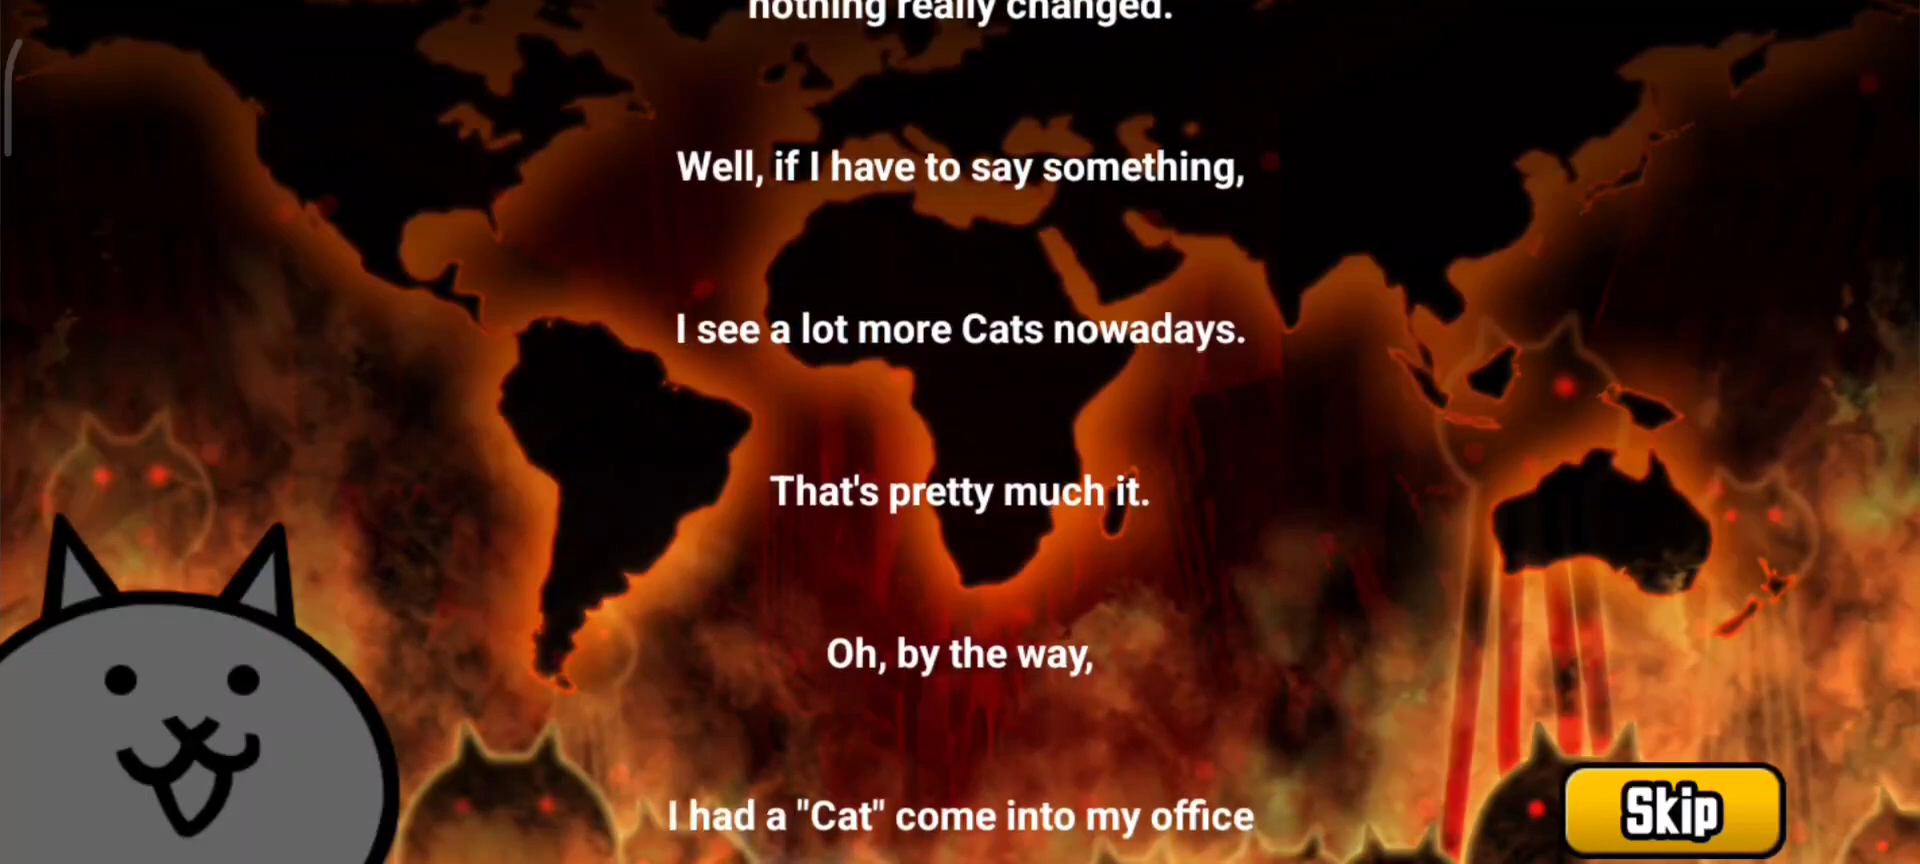 nothing really changed.
Well, if I have to say something,
I see a lot more Cats nowadays.
That's pretty much it.
Oh, by the way,
I had a "Cat" come into my office
Skip